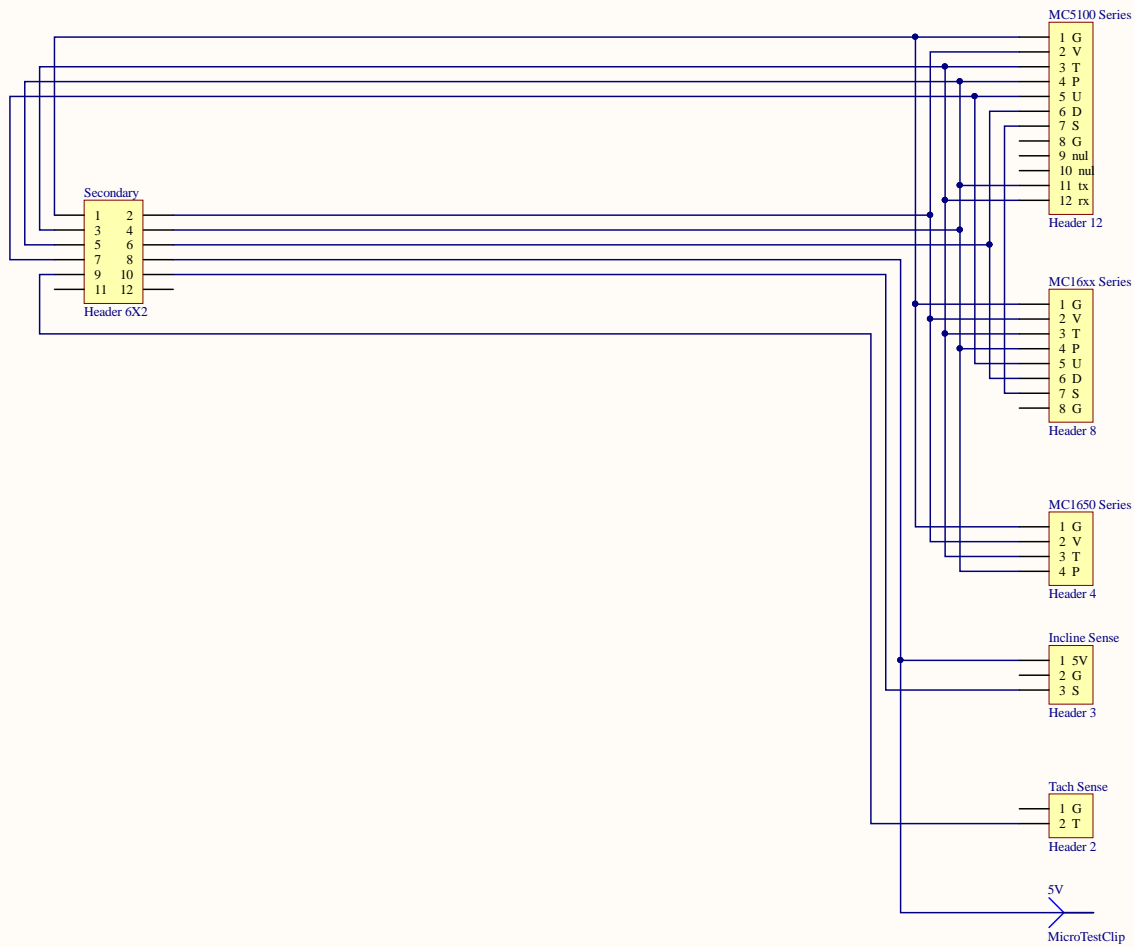 MC5100 Series
1 G
2 V
3 T
4 P
5 U
6 D
7 S
8 G
9 nul
10 nul
11 tx
12 rx
Header 12
Secondary
1 2
3 4
5 6
7 8
9 10
11 12
Header 6X2
MC16xx Series
1 G
2 V
3 T
4 P
5 U
6 D
7 S
8 G
Header 8
MC1650 Series
1 G
2 V
3 T
4 P
Header 4
Incline Sense
1 5V
2 G
3 S
Header 3
Tach Sense
1 G
2 T
Header 2
5V
MicroTestClip